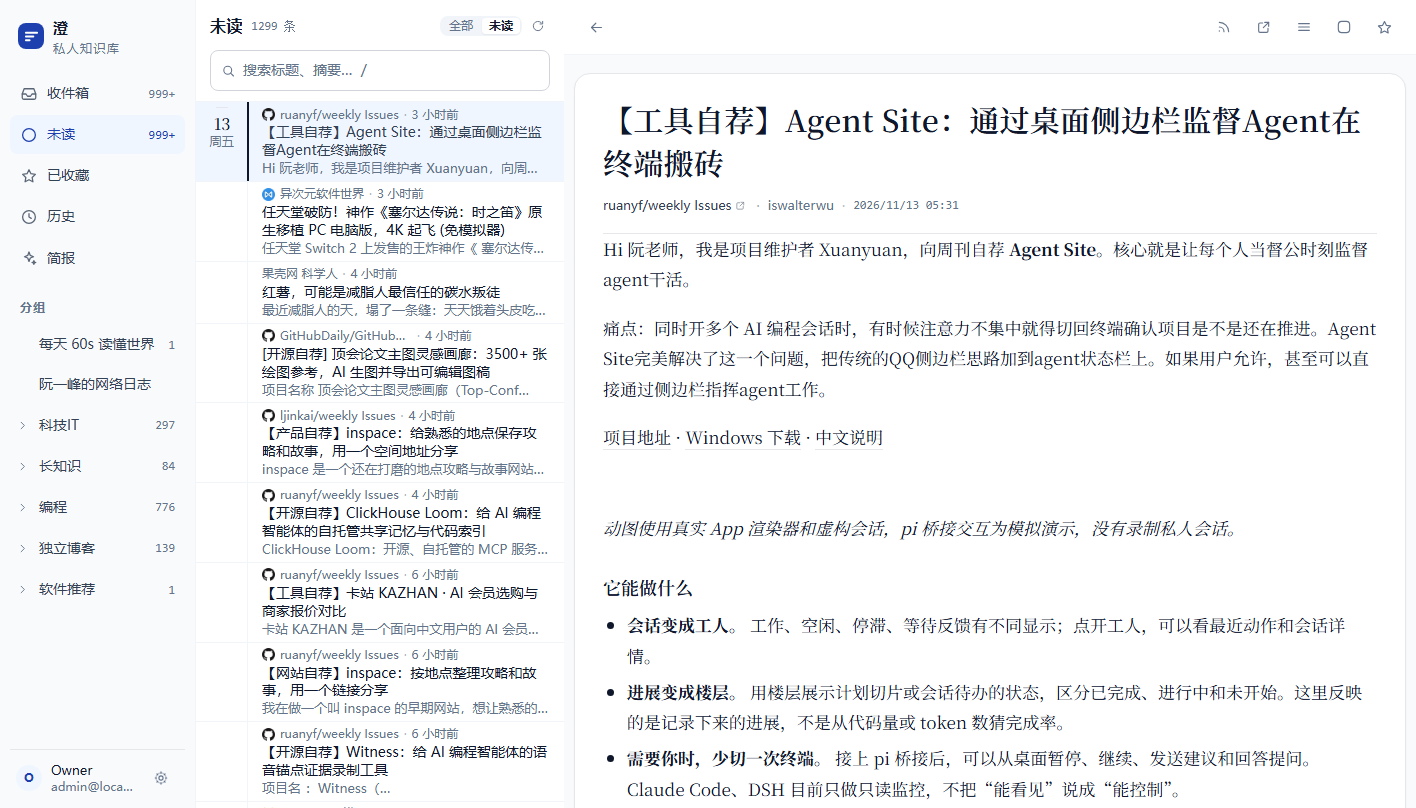 澄
私人知识库
收件箱 999+
未读 999+
已收藏
历史
简报
分组
每天 60s 读懂世界 1
阮一峰的网络日志
科技IT 297
长知识 84
编程 776
独立博客 139
软件推荐 1
O
Owner
admin@loca...
未读 1299 条 全部 未读
搜索标题、摘要... /
13
周五
ruanyf/weekly Issues · 3 小时前
【工具自荐】Agent Site：通过桌面侧边栏监
督Agent在终端搬砖
Hi 阮老师，我是项目维护者 Xuanyuan，向周...
异次元软件世界 · 3 小时前
任天堂破防！神作《塞尔达传说：时之笛》原
生移植 PC 电脑版，4K 起飞 (免模拟器)
任天堂 Switch 2 上发售的王炸神作《 塞尔达传...
果壳网 科学人 · 4 小时前
红薯，可能是减脂人最信任的碳水叛徒
最近减脂人的天，塌了一条缝：天天饿着头皮吃...
GitHubDaily/GitHub... · 4 小时前
[开源自荐] 顶会论文主图灵感画廊：3500+ 张
绘图参考，AI 生图并导出可编辑图稿
项目名称 顶会论文主图灵感画廊（Top-Conf...
ljinkai/weekly Issues · 4 小时前
【产品自荐】inspace：给熟悉的地点保存攻
略和故事，用一个空间地址分享
inspace 是一个还在打磨的地点攻略与故事网站...
ruanyf/weekly Issues · 4 小时前
【开源自荐】ClickHouse Loom：给 AI 编程
智能体的自托管共享记忆与代码索引
ClickHouse Loom：开源、自托管的 MCP 服务...
ruanyf/weekly Issues · 6 小时前
【工具自荐】卡站 KAZHAN · AI 会员选购与
商家报价对比
卡站 KAZHAN 是一个面向中文用户的 AI 会员...
ruanyf/weekly Issues · 6 小时前
【网站自荐】inspace：按地点整理攻略和故
事，用一个链接分享
我在做一个叫 inspace 的早期网站，想让熟悉的...
ruanyf/weekly Issues · 6 小时前
【开源自荐】Witness：给 AI 编程智能体的语
音锚点证据录制工具
项目名： Witness（...
【工具自荐】Agent Site：通过桌面侧边栏监督Agent在
终端搬砖
ruanyf/weekly Issues · iswalterwu · 2026/11/13 05:31
Hi 阮老师，我是项目维护者 Xuanyuan，向周刊自荐 Agent Site。核心就是让每个人当督公时刻监督
agent干活。
痛点：同时开多个 AI 编程会话时，有时候注意力不集中就得切回终端确认项目是不是还在推进。Agent
Site完美解决了这一个问题，把传统的QQ侧边栏思路加到agent状态栏上。如果用户允许，甚至可以直
接通过侧边栏指挥agent工作。
项目地址 · Windows 下载 · 中文说明
动图使用真实 App 渲染器和虚构会话，pi 桥接交互为模拟演示，没有录制私人会话。
它能做什么
• 会话变成工人。 工作、空闲、停滞、等待反馈有不同显示；点开工人，可以看最近动作和会话详
情。
• 进展变成楼层。 用楼层展示计划切片或会话待办的状态，区分已完成、进行中和未开始。这里反映
的是记录下来的进展，不是从代码量或 token 数猜完成率。
• 需要你时，少切一次终端。 接上 pi 桥接后，可以从桌面暂停、继续、发送建议和回答提问。
Claude Code、DSH 目前只做只读监控，不把“能看见”说成“能控制”。